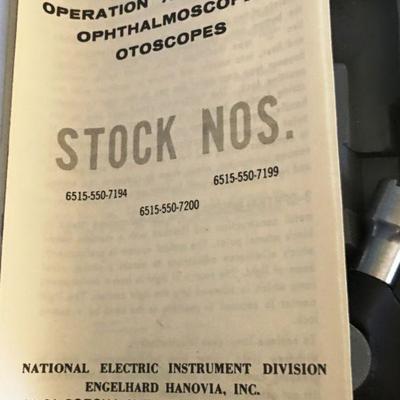 OPERATION
OPHTHALMOSCOPE
OTOSCOPES
STOCK NOS.
6515-550-7194
6515-550-7199
6515-550-7200
NATIONAL ELECTRIC INSTRUMENT DIVISION
ENGELHARD HANOVIA, INC.